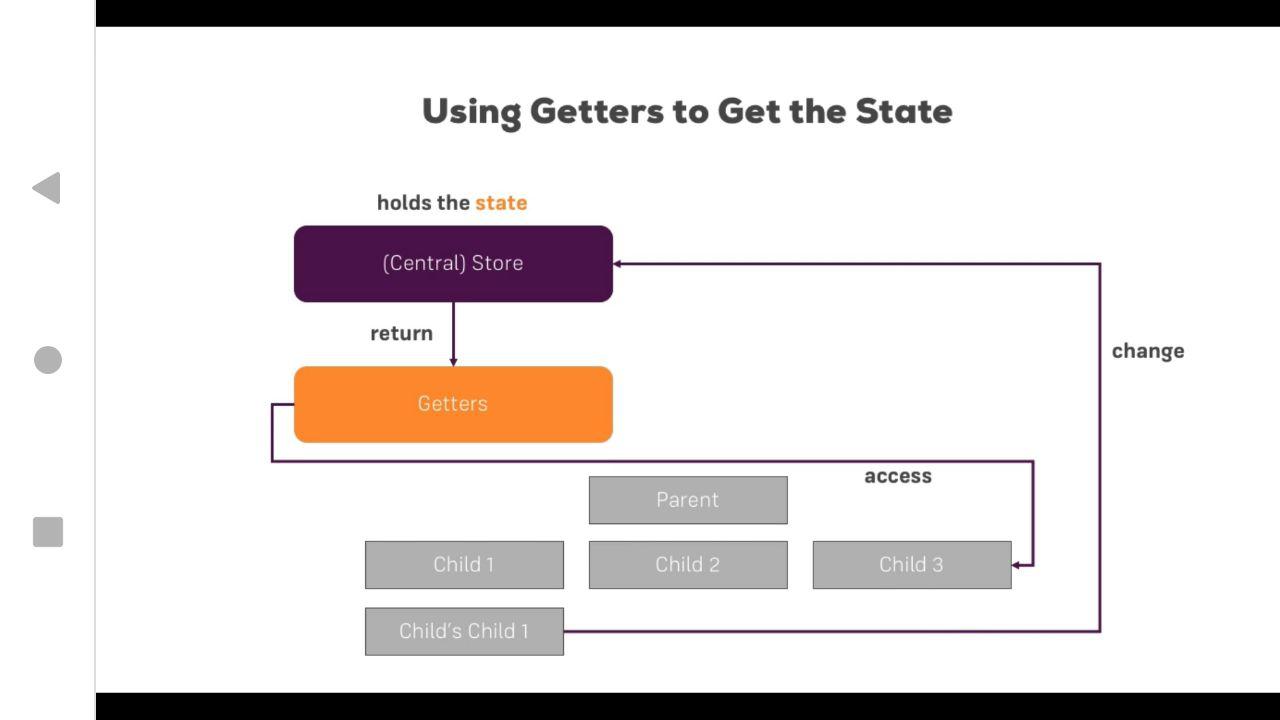 Using Getters to Get the State
holds the state
(Central) Store
return
change
Getters
access
Parent
Child 1
Child 2
Child 3
Child's Child 1